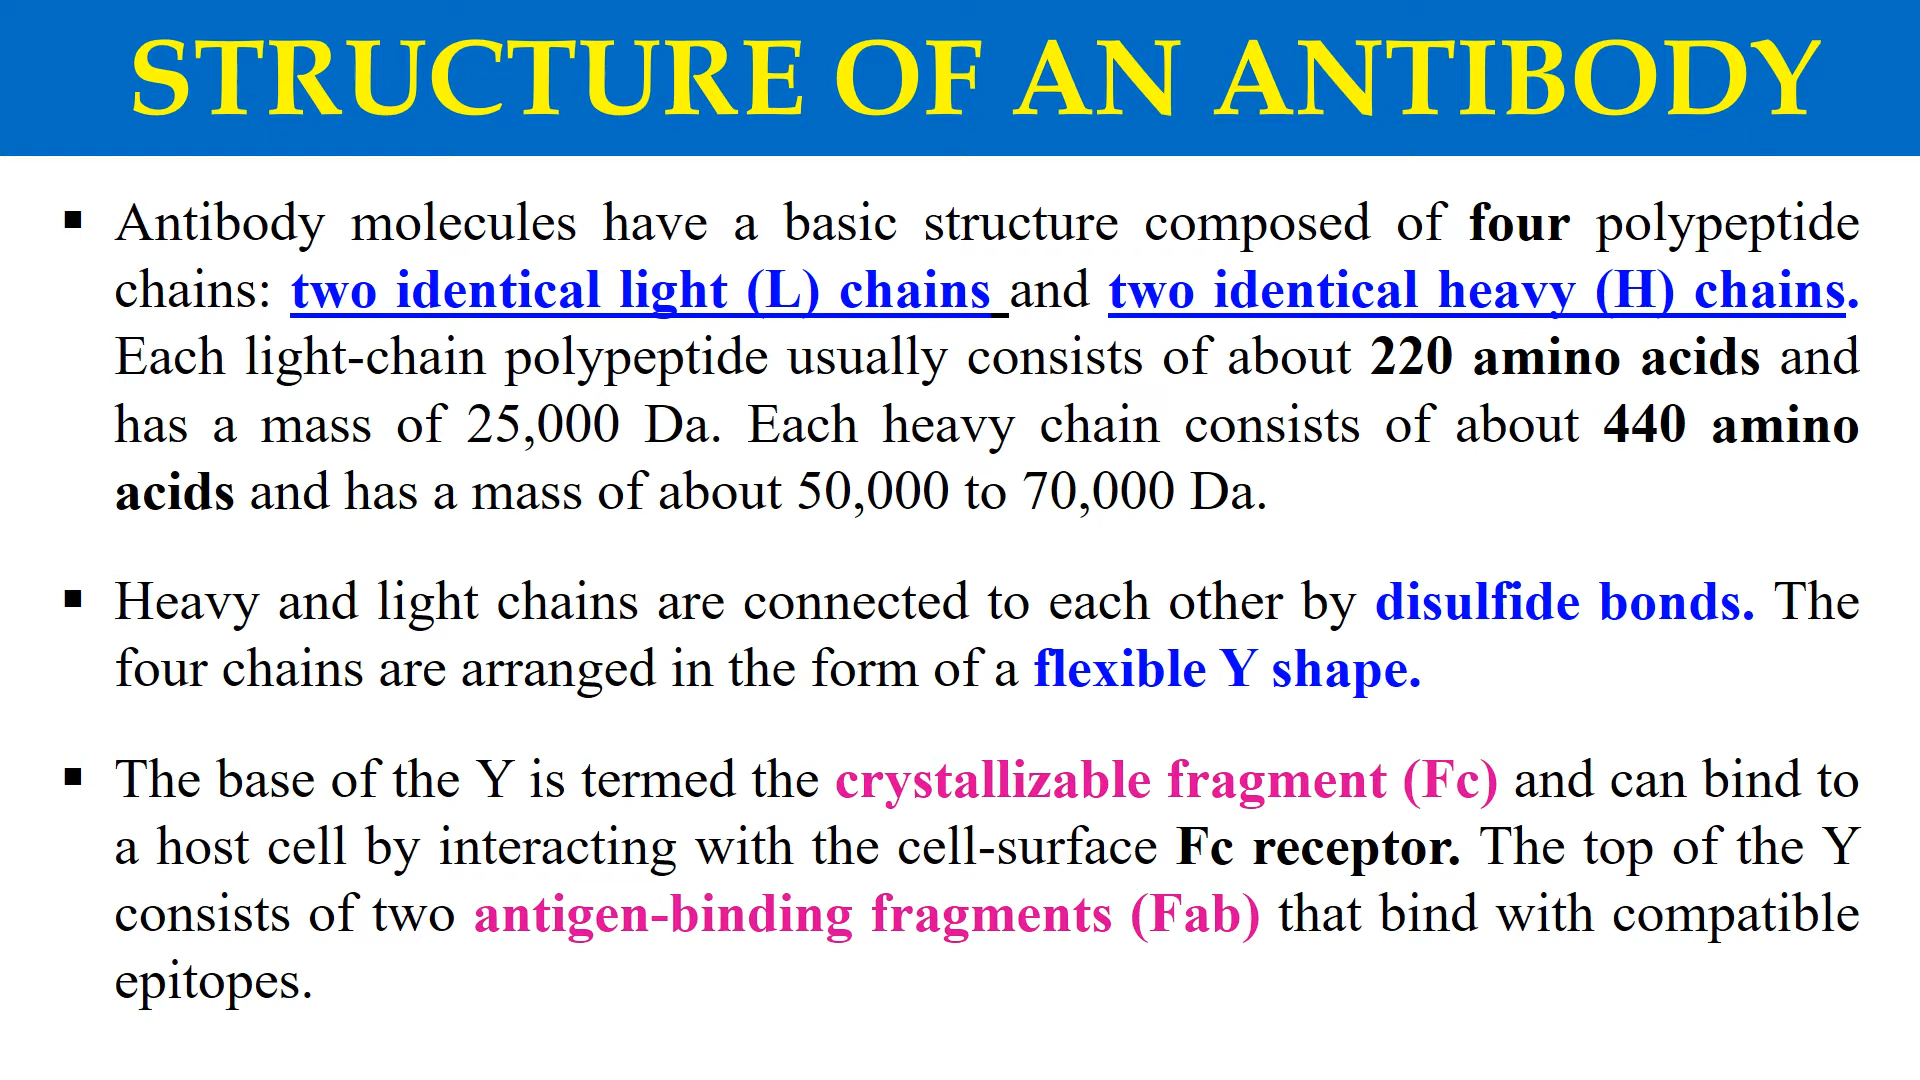 STRUCTURE OF AN ANTIBODY
▪ Antibody molecules have a basic structure composed of four polypeptide
chains: two identical light (L) chains and two identical heavy (H) chains.
Each light-chain polypeptide usually consists of about 220 amino acids and
has a mass of 25,000 Da. Each heavy chain consists of about 440 amino
acids and has a mass of about 50,000 to 70,000 Da.
▪ Heavy and light chains are connected to each other by disulfide bonds. The
four chains are arranged in the form of a flexible Y shape.
▪ The base of the Y is termed the crystallizable fragment (Fc) and can bind to
a host cell by interacting with the cell-surface Fc receptor. The top of the Y
consists of two antigen-binding fragments (Fab) that bind with compatible
epitopes.